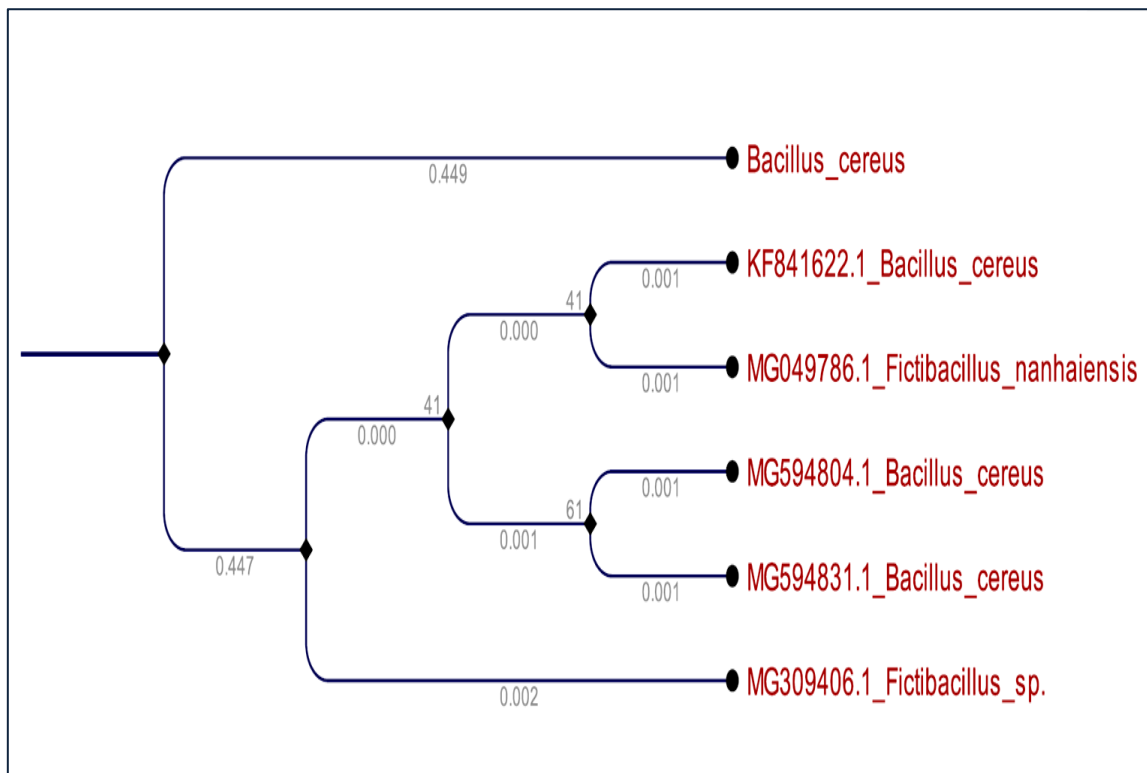 Bacillus_cereus
0.449
KF841622.1_Bacillus_cereus
0.001
41
0.000
MG049786.1_Fictibacillus_nanhaiensis
0.001
41
0.000
MG594804.1_Bacillus_cereus
0.001
61
0.001
MG594831.1_Bacillus_cereus
0.001
0.447
MG309406.1_Fictibacillus_sp.
0.002